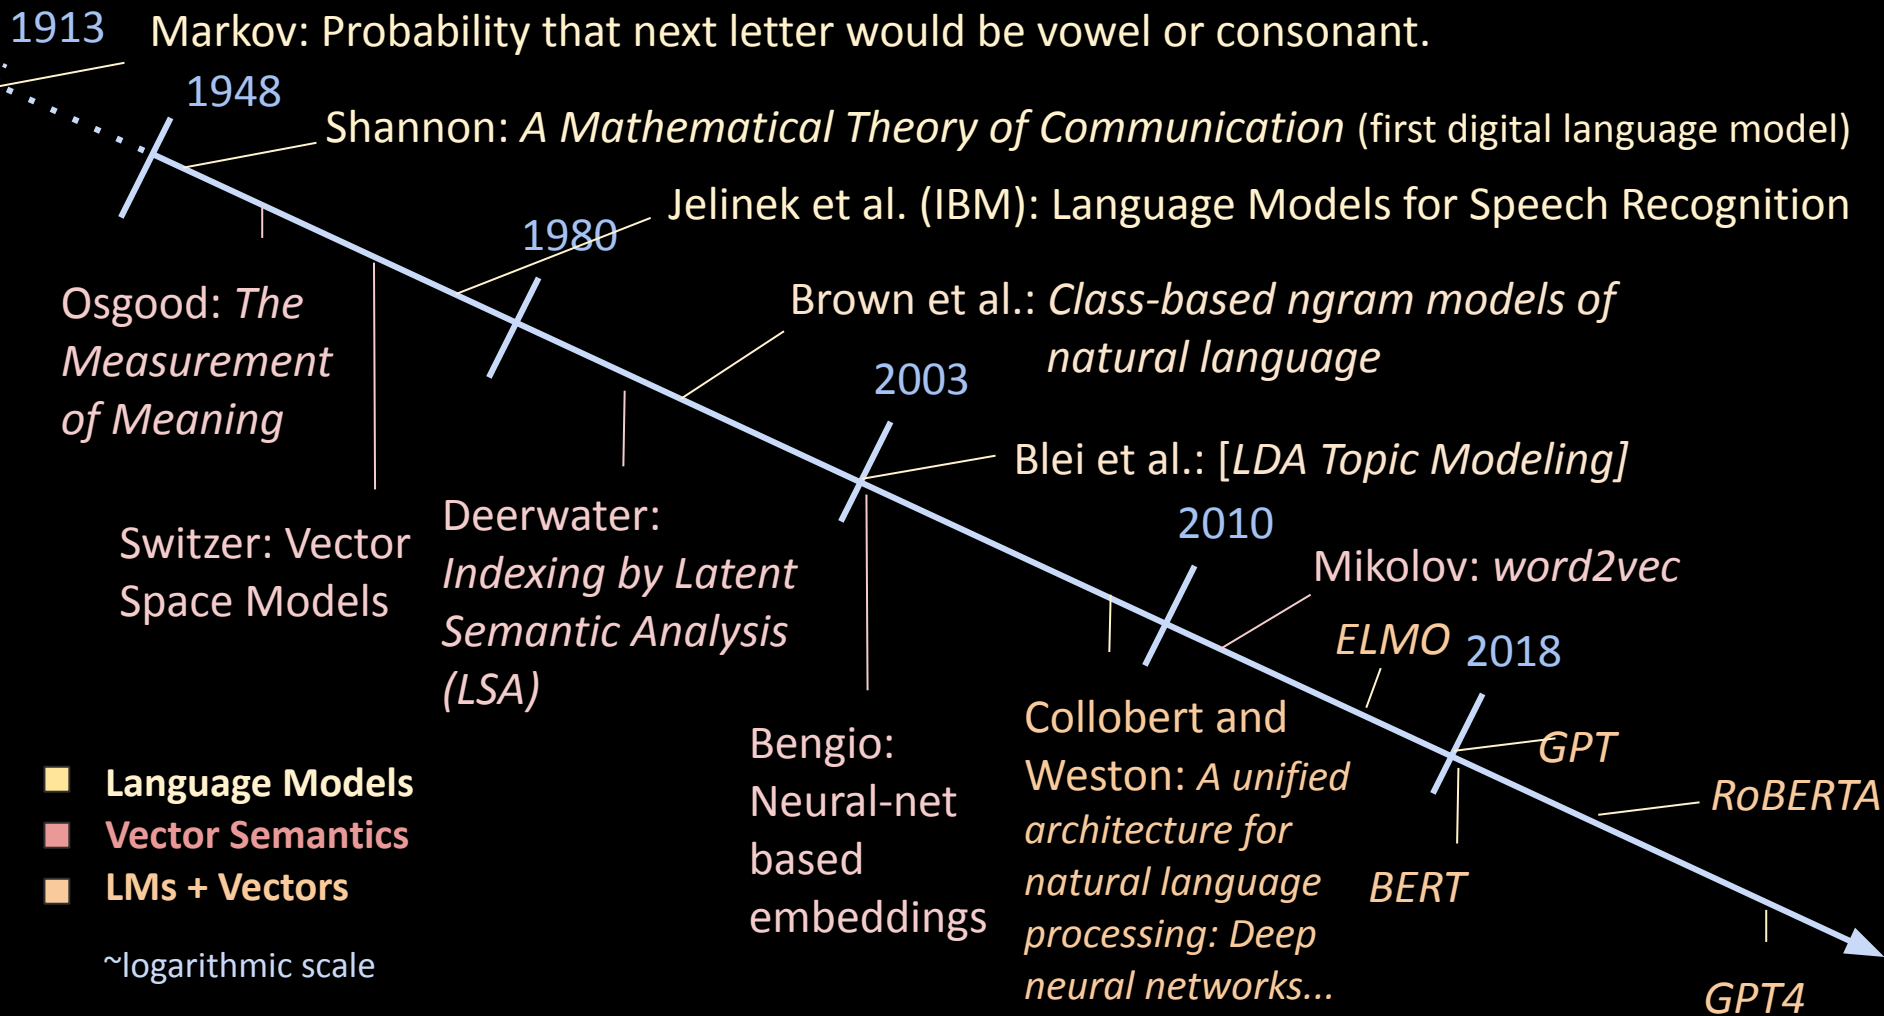 1913
Markov: Probability that next letter would be vowel or consonant.
1948
Shannon: A Mathematical Theory of Communication (first digital language model)
Jelinek et al. (IBM): Language Models for Speech Recognition
1980
Osgood: The
Measurement
of Meaning
Brown et al.: Class-based ngram models of
natural language
2003
Blei et al.: [LDA Topic Modeling]
Switzer: Vector
Space Models
Deerwater:
Indexing by Latent
Semantic Analysis
(LSA)
2010
Mikolov: word2vec
ELMO
2018
Bengio:
Neural-net
based
embeddings
Collobert and
Weston: A unified
architecture for
natural language
processing: Deep
neural networks...
GPT
RoBERTA
BERT
GPT4
Language Models
Vector Semantics
LMs + Vectors
~logarithmic scale